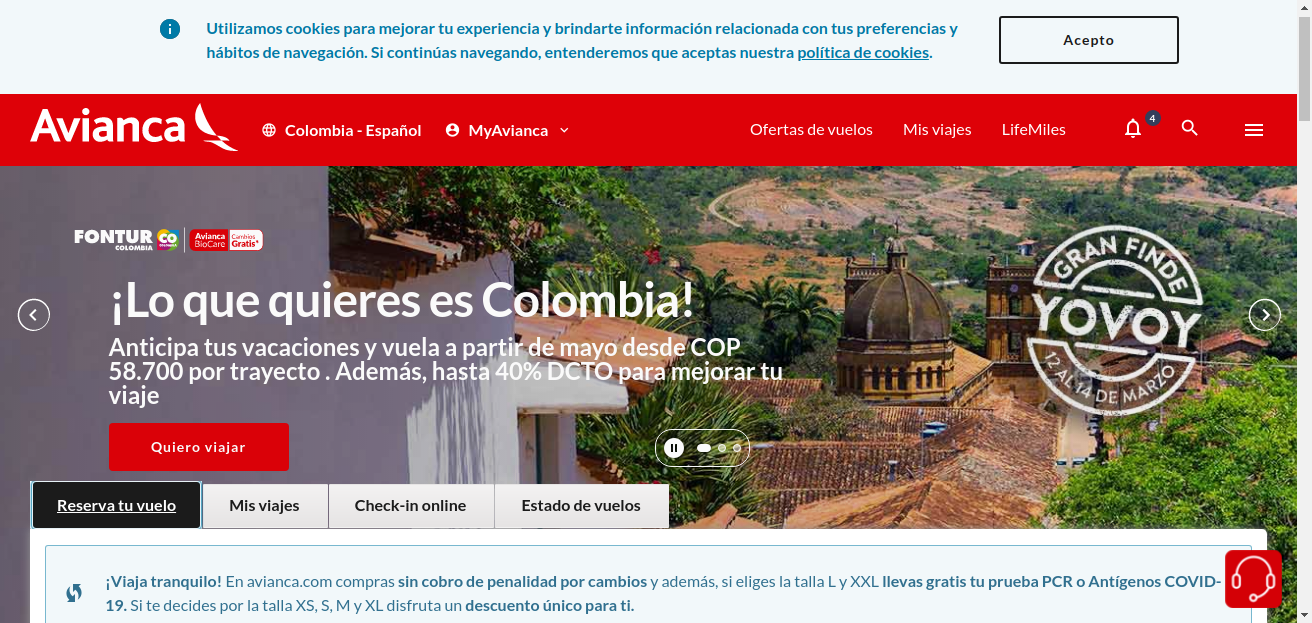 Utilizamos cookies para mejorar tu experiencia y brindarte información relacionada con tus preferencias y
hábitos de navegación. Si continúas navegando, entenderemos que aceptas nuestra política de cookies.
Acepto
Avianca
Colombia - Español
MyAvianca
Ofertas de vuelos
Mis viajes
LifeMiles
4
FONTUR
COLOMBIA
CO
Avianca
BioCare
Cambios
Gratis*
GRAN FINDE
YOVOY
12 AL 14 DE MARZO
¡Lo que quieres es Colombia!
Anticipa tus vacaciones y vuela a partir de mayo desde COP
58.700 por trayecto . Además, hasta 40% DCTO para mejorar tu
viaje
Quiero viajar
Reserva tu vuelo
Mis viajes
Check-in online
Estado de vuelos
¡Viaja tranquilo! En avianca.com compras sin cobro de penalidad por cambios y además, si eliges la talla L y XXL llevas gratis tu prueba PCR o Antígenos COVID-
19. Si te decides por la talla XS, S, M y XL disfruta un descuento único para ti.